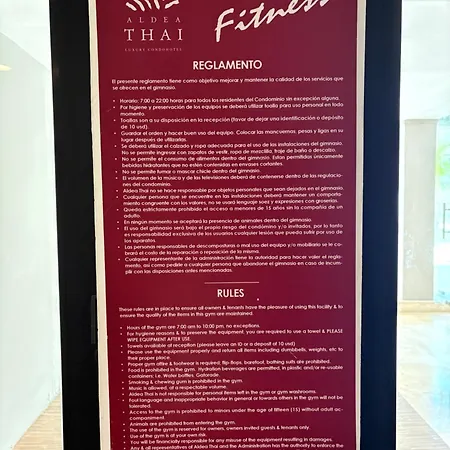 ALDEA
THAI
LUXURY CONDOHOTEL
Fitness
REGLAMENTO
El presente reglamento tiene como objetivo mejorar y mantener la calidad de los servicios que
se ofrecen en el gimnasio.
• Horario: 7:00 a 22:00 horas para todos los residentes del Condominio sin excepción alguna.
• Por higiene y preservación de los equipos se deberá utilizar toalla para uso personal en todo
momento.
• Toallas son a su disposición en la recepción (favor de dejar una identificación o depósito
de 10 usd).
• Guardar el orden y hacer buen uso del equipo. Colocar las mancuernas, pesas y ligas en su
lugar después de utilizarlas.
• Se deberá utilizar el calzado y ropa adecuada para el uso de las instalaciones del gimnasio.
No se permite ingresar con zapatos de vestir, ropa de mezclilla, traje de baño o descalzo.
• No se permite el consumo de alimentos dentro del gimnasio. Estan permitidas únicamente
bebidas hidratantes que no estén contenidas en envases cortantes.
• No se permite fumar o mascar chicle dentro del gimnasio.
• El volumen de la música y de las televisiones deberá de contenerse dentro de las regulacio-
nes del condominio.
• Aldea Thai no se hace responsable por objetos personales que sean dejados en el gimnasio.
• Cualquier persona que se encuentre en las instalaciones deberá mantener un comporta-
miento congruente con los valores, no se usará lenguaje soez y expresiones con groserías.
• Queda estrictamente prohibido el acceso a menores de 15 años sin la compañía de un
adulto.
• En ningún momento se aceptará la presencia de animales dentro del gimnasio.
• El uso del gimnasio será bajo el propio riesgo del condómino y/o invitados, por lo tanto
es responsabilidad exclusiva de los usuarios cualquier lesión que pueda sufrir por uso de
los aparatos.
• Las personas responsables de descomposturas o mal uso del equipo y/o mobiliario se le co-
brará el costo de la reparación o reposición de la misma.
• Cualquier representante de la administración tiene la autoridad para hacer valer el regla-
mento, así como pedirle a cualquier persona que abandone el gimnasio en caso de incum-
plir con las disposiciones antes mencionadas.
RULES
These rules are in place to ensure all owners & tenants have the pleasure of using this facility & to
ensure the quality of the items in this gym are maintained.
• Hours of the gym are 7:00 am to 10:00 pm, no exceptions.
• For hygiene reasons & to preserve the equipment, you are required to use a towel & PLEASE
WIPE EQUIPMENT AFTER USE.
• Towels available at reception (please leave an ID or a deposit of 10 usd)
• Please use the equipment properly and return all items including dumbbells, weights, etc to
their proper place.
• Proper gym attire & footwear is required; flip-flops, barefoot, bathing suits are prohibited.
• Food is prohibited in the gym. Hydration beverages are permitted, in plastic and/or re-usable
containers; i.e. Water bottles, Gatorade.
• Smoking & chewing gum is prohibited in the gym.
• Music is allowed, at a respectable volume.
• Aldea Thai is not responsible for personal items left in the gym or gym washrooms.
• Foul language and inappropriate behavior in general or towards others in the gym will not be
tolerated.
• Access to the gym is prohibited to minors under the age of fifteen (15) without adult ac-
companiment
• Animals are prohibited from entering the gym.
• The use of the gym is reserved for owners, owners invited guests & tenants only.
• Use of the gym is at your own risk.
• You will be financially responsible for any misuse of the equipment resulting in damages.
• Any & all representatives of Aldea Thai and the Administration has the authority to enforce the